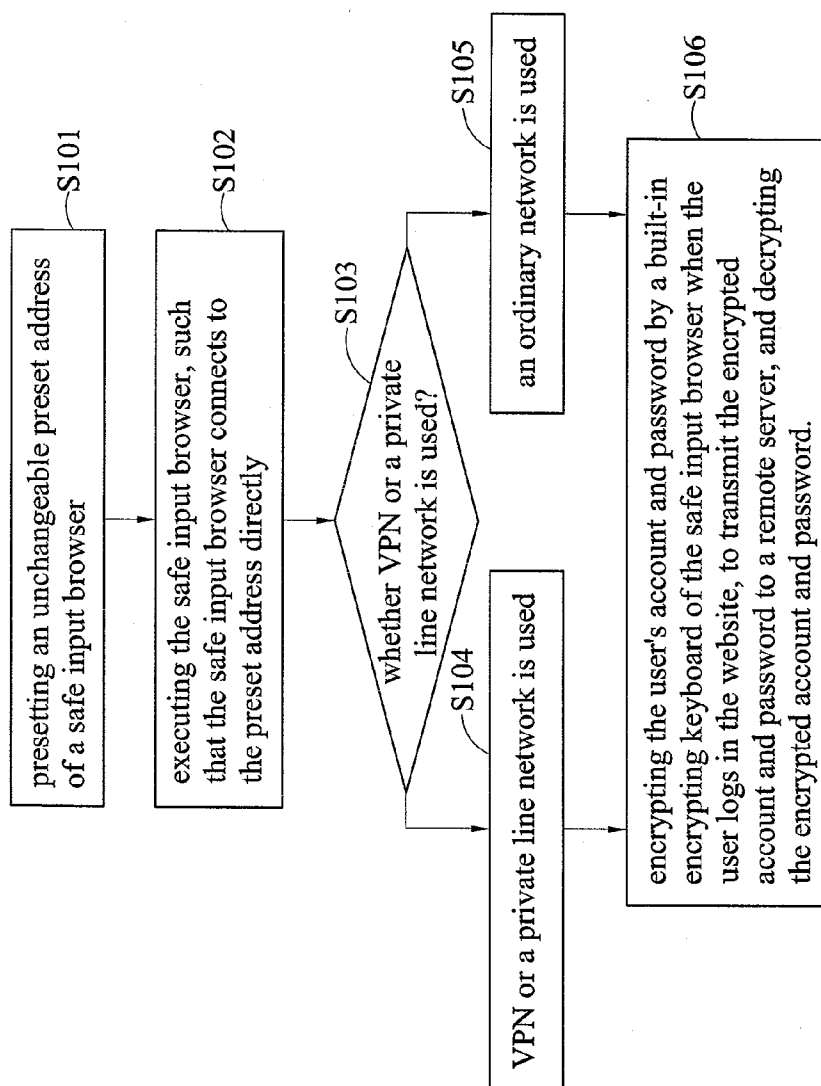 S101
presetting an unchangeable preset address
of a safe input browser
S102
executing the safe input browser, such
that the safe input browser connects to
the preset address directly
S103
whether VPN or a private
line network is used?
S104
VPN or a private line network is used
S105
an ordinary network is used
S106
encrypting the user's account and password by a built-in
encrypting keyboard of the safe input browser when the
user logs in the website, to transmit the encrypted
account and password to a remote server, and decrypting
the encrypted account and password.